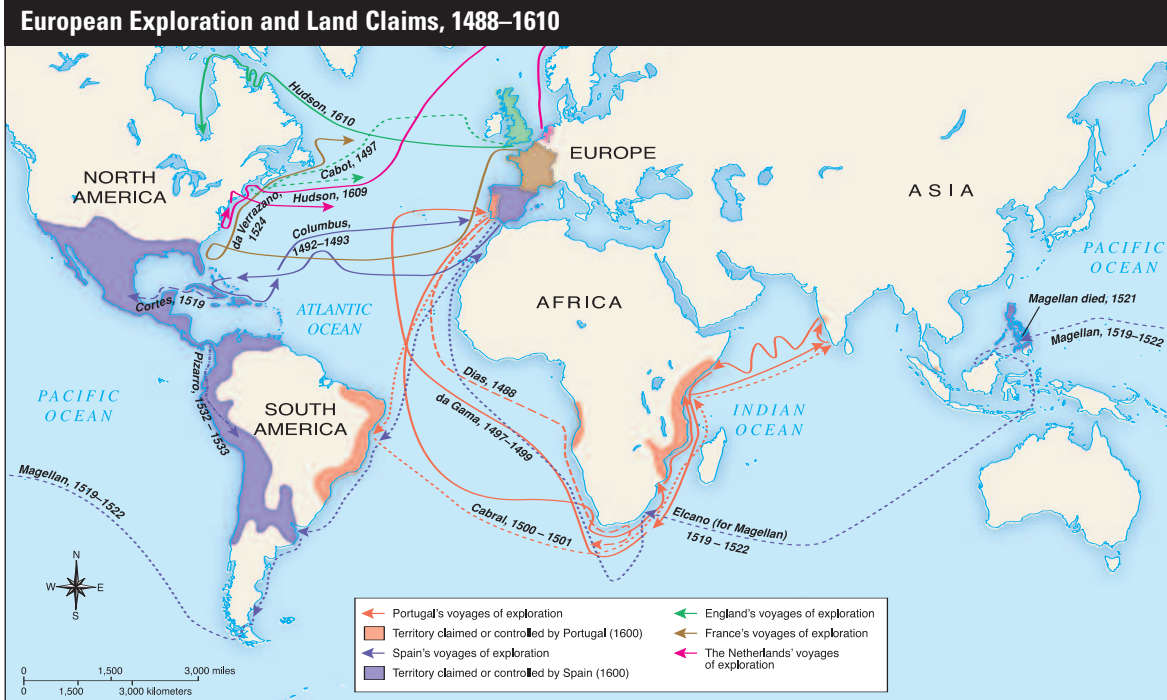 European Exploration and Land Claims, 1488–1610
Hudson, 1610
Cabot, 1497
EUROPE
ASIA
NORTH
AMERICA
Hudson, 1609
da Verrazano,
1524
Columbus,
1492–1493
PACIFIC
OCEAN
Cortes, 1519
ATLANTIC
OCEAN
AFRICA
Magellan died, 1521
Magellan, 1519–1522
Pizarro, 1532–1533
Dias, 1488
PACIFIC
OCEAN
SOUTH
AMERICA
da Gama, 1497–1499
INDIAN
OCEAN
Magellan, 1519–1522
Cabral, 1500–1501
Elcano (for Magellan)
1519–1522
N
W
E
S
0
1,500
3,000 miles
0
1,500
3,000 kilometers
Portugal's voyages of exploration
Territory claimed or controlled by Portugal (1600)
Spain's voyages of exploration
Territory claimed or controlled by Spain (1600)
England's voyages of exploration
France's voyages of exploration
The Netherlands' voyages
of exploration